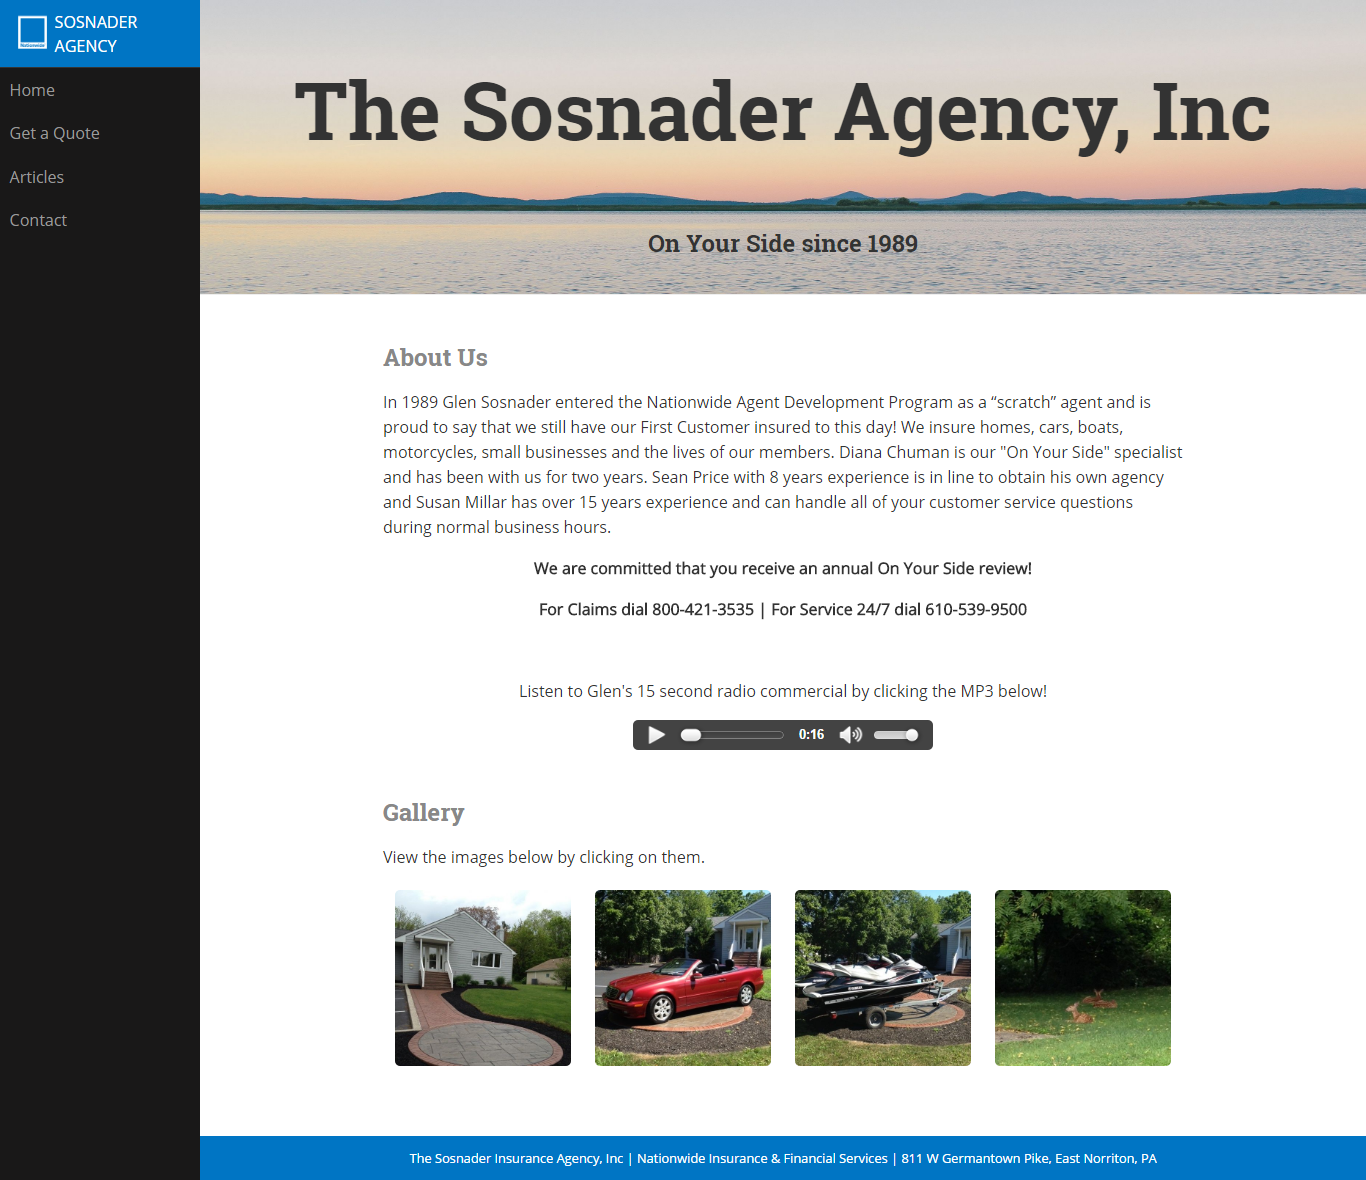 SOSNADER
AGENCY
Nationwide
Home
Get a Quote
Articles
Contact
The Sosnader Agency, Inc
On Your Side since 1989
About Us
In 1989 Glen Sosnader entered the Nationwide Agent Development Program as a “scratch” agent and is
proud to say that we still have our First Customer insured to this day! We insure homes, cars, boats,
motorcycles, small businesses and the lives of our members. Diana Chuman is our "On Your Side" specialist
and has been with us for two years. Sean Price with 8 years experience is in line to obtain his own agency
and Susan Millar has over 15 years experience and can handle all of your customer service questions
during normal business hours.
We are committed that you receive an annual On Your Side review!
For Claims dial 800-421-3535 | For Service 24/7 dial 610-539-9500
Listen to Glen's 15 second radio commercial by clicking the MP3 below!
0:16
Gallery
View the images below by clicking on them.
The Sosnader Insurance Agency, Inc | Nationwide Insurance & Financial Services | 811 W Germantown Pike, East Norriton, PA